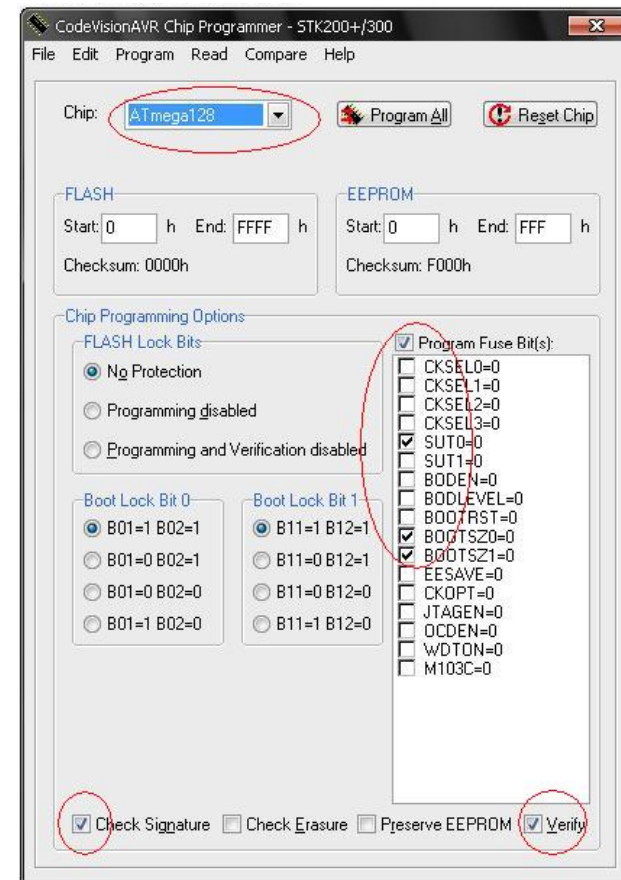 CodeVisionAVR Chip Programmer - STK200+/300
File Edit Program Read Compare Help
Chip: ATmega128 Program All Reset Chip
FLASH
Start: 0 h End: FFFF h
Checksum: 0000h
EEPROM
Start: 0 h End: FFF h
Checksum: F000h
Chip Programming Options
FLASH Lock Bits
No Protection
Programming disabled
Programming and Verification disabled
Boot Lock Bit 0
B01=1 B02=1
B01=0 B02=1
B01=0 B02=0
B01=1 B02=0
Boot Lock Bit 1
B11=1 B12=1
B11=0 B12=1
B11=0 B12=0
B11=1 B12=0
Program Fuse Bit(s):
CKSEL0=0
CKSEL1=0
CKSEL2=0
CKSEL3=0
SUT0=0
SUT1=0
BODEN=0
BODLEVEL=0
BOOTRST=0
BOOTSZ0=0
BOOTSZ1=0
EESAVE=0
CKOPT=0
JTAGEN=0
OCDEN=0
WDTON=0
M103C=0
Check Signature Check Erasure Preserve EEPROM Verify